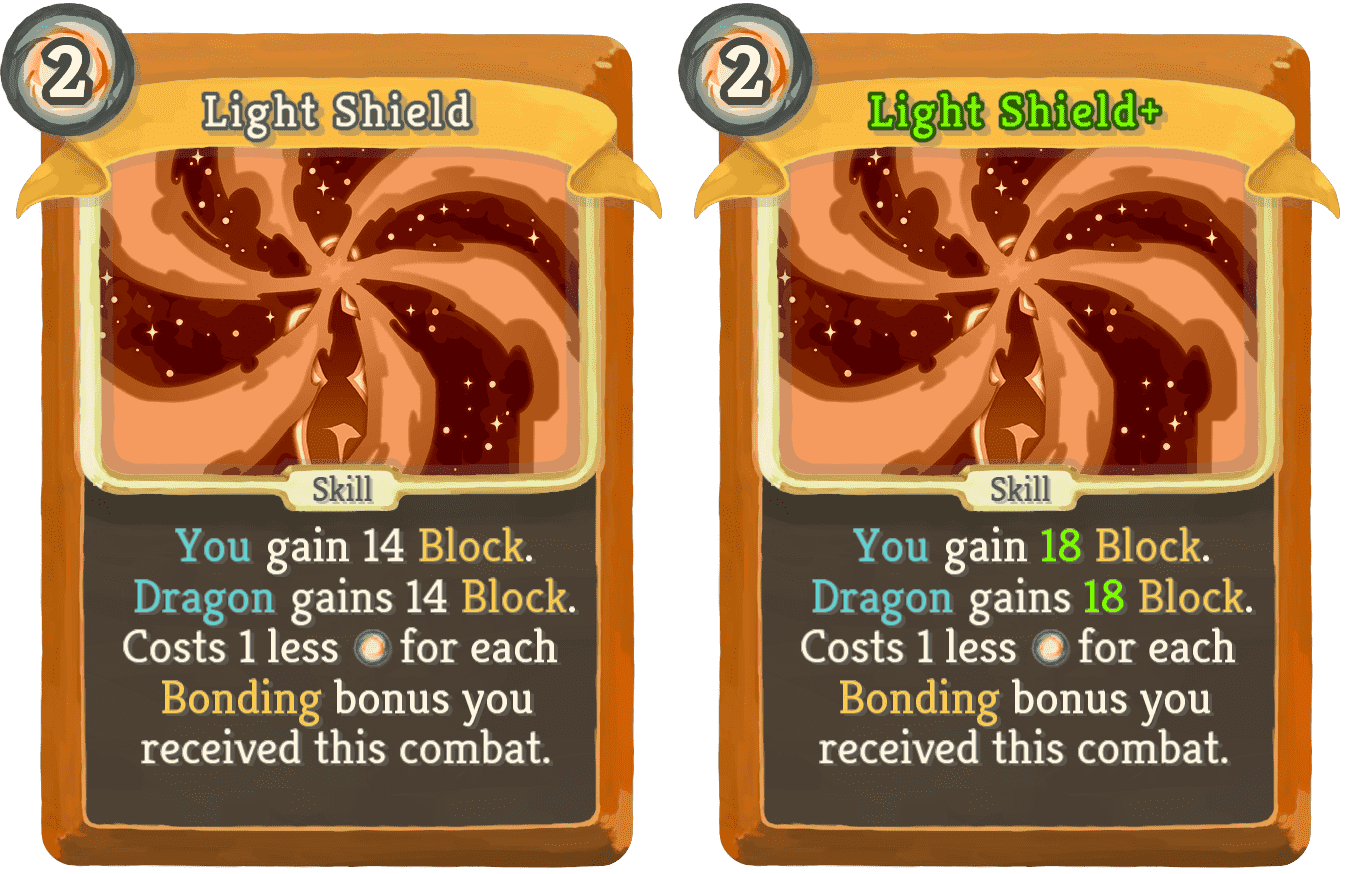 2
Light Shield
Skill
You gain 14 Block.
Dragon gains 14 Block.
Costs 1 less for each
Bonding bonus you
received this combat.
2
Light Shield+
Skill
You gain 18 Block.
Dragon gains 18 Block.
Costs 1 less for each
Bonding bonus you
received this combat.